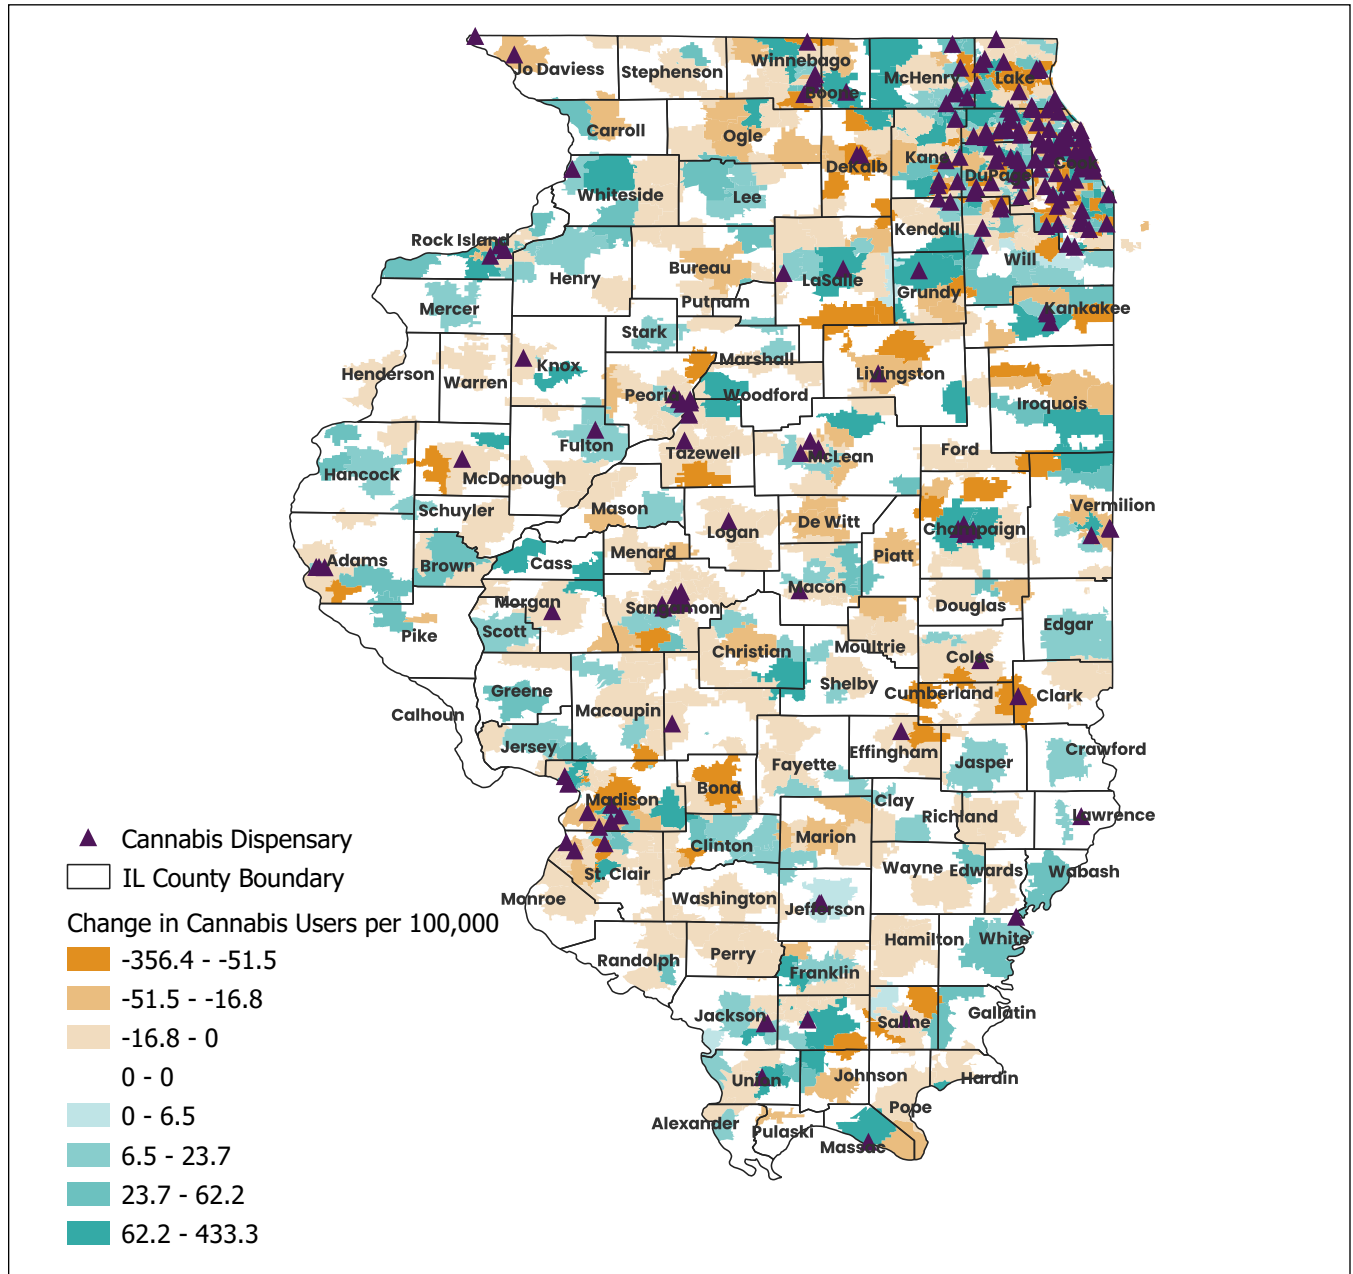 Jo Daviess
Stephenson
Winnebago
Boone
McHenry
Lake
Carroll
Ogle
DeKalb
Kane
DuPage
Cook
Whiteside
Lee
Kendall
Will
Rock Island
Henry
Bureau
LaSalle
Grundy
Putnam
Mercer
Kankakee
Stark
Marshall
Henderson
Warren
Knox
Peoria
Woodford
Livingston
Iroquois
Fulton
Tazewell
McLean
Ford
Hancock
McDonough
Schuyler
Mason
Logan
De Witt
Champaign
Vermilion
Adams
Brown
Cass
Menard
Piatt
Macon
Morgan
Sangamon
Douglas
Edgar
Pike
Scott
Christian
Moultrie
Coles
Shelby
Cumberland
Clark
Greene
Macoupin
Calhoun
Jersey
Fayette
Effingham
Jasper
Crawford
Madison
Bond
Clay
Richland
Lawrence
Clinton
Marion
St. Clair
Wayne
Edwards
Wabash
Monroe
Washington
Jefferson
Randolph
Perry
Hamilton
White
Franklin
Jackson
Saline
Gallatin
Union
Johnson
Hardin
Alexander
Pulaski
Pope
Massac
Cannabis Dispensary
IL County Boundary
Change in Cannabis Users per 100,000
-356.4 - -51.5
-51.5 - -16.8
-16.8 - 0
0 - 0
0 - 6.5
6.5 - 23.7
23.7 - 62.2
62.2 - 433.3